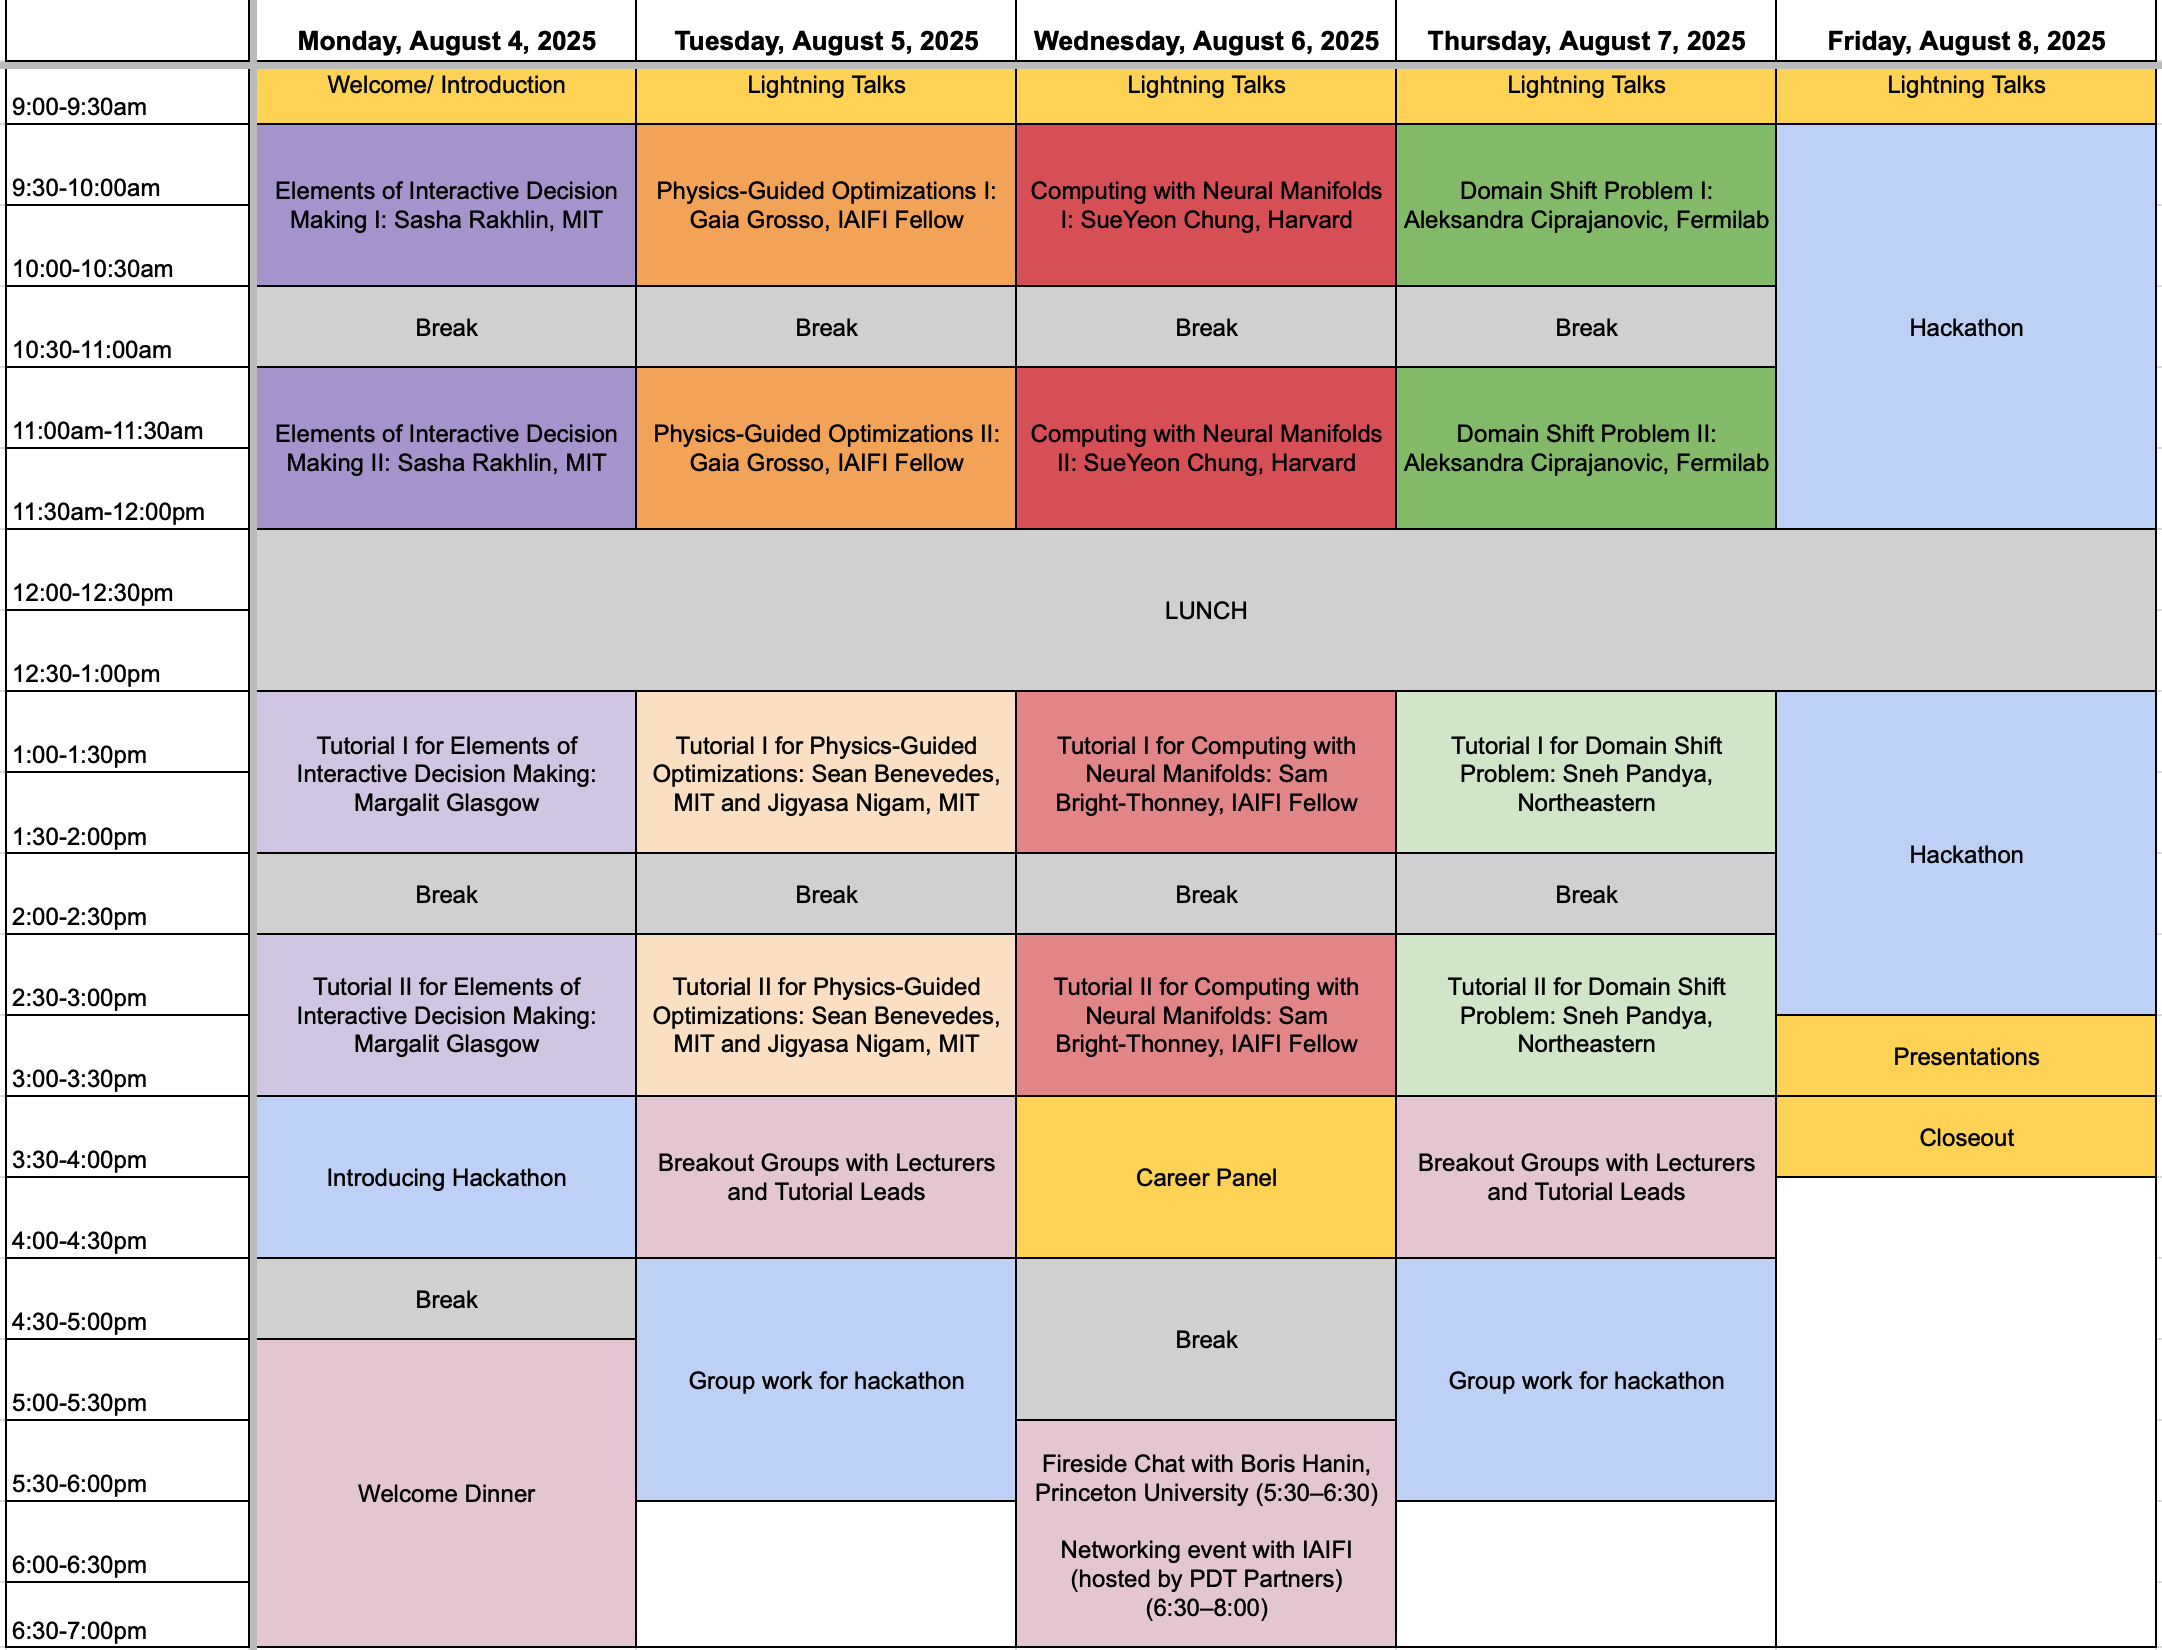 Monday, August 4, 2025
Tuesday, August 5, 2025
Wednesday, August 6, 2025
Thursday, August 7, 2025
Friday, August 8, 2025
9:00-9:30am
Welcome/ Introduction
Lightning Talks
Lightning Talks
Lightning Talks
Lightning Talks
9:30-10:00am
10:00-10:30am
Elements of Interactive Decision
Making I: Sasha Rakhlin, MIT
Physics-Guided Optimizations I:
Gaia Grosso, IAIFI Fellow
Computing with Neural Manifolds
I: SueYeon Chung, Harvard
Domain Shift Problem I:
Aleksandra Ciprajanovic, Fermilab
Hackathon
10:30-11:00am
Break
Break
Break
Break
11:00am-11:30am
11:30am-12:00pm
Elements of Interactive Decision
Making II: Sasha Rakhlin, MIT
Physics-Guided Optimizations II:
Gaia Grosso, IAIFI Fellow
Computing with Neural Manifolds
II: SueYeon Chung, Harvard
Domain Shift Problem II:
Aleksandra Ciprajanovic, Fermilab
12:00-12:30pm
12:30-1:00pm
LUNCH
1:00-1:30pm
1:30-2:00pm
Tutorial I for Elements of
Interactive Decision Making:
Margalit Glasgow
Tutorial I for Physics-Guided
Optimizations: Sean Benevedes,
MIT and Jigyasa Nigam, MIT
Tutorial I for Computing with
Neural Manifolds: Sam
Bright-Thonney, IAIFI Fellow
Tutorial I for Domain Shift
Problem: Sneh Pandya,
Northeastern
Hackathon
2:00-2:30pm
Break
Break
Break
Break
2:30-3:00pm
3:00-3:30pm
Tutorial II for Elements of
Interactive Decision Making:
Margalit Glasgow
Tutorial II for Physics-Guided
Optimizations: Sean Benevedes,
MIT and Jigyasa Nigam, MIT
Tutorial II for Computing with
Neural Manifolds: Sam
Bright-Thonney, IAIFI Fellow
Tutorial II for Domain Shift
Problem: Sneh Pandya,
Northeastern
Presentations
3:30-4:00pm
4:00-4:30pm
Introducing Hackathon
Breakout Groups with Lecturers
and Tutorial Leads
Career Panel
Breakout Groups with Lecturers
and Tutorial Leads
Closeout
4:30-5:00pm
Break
5:00-5:30pm
Group work for hackathon
Break
Group work for hackathon
5:30-6:00pm
6:00-6:30pm
6:30-7:00pm
Welcome Dinner
Fireside Chat with Boris Hanin,
Princeton University (5:30–6:30)
Networking event with IAIFI
(hosted by PDT Partners)
(6:30–8:00)